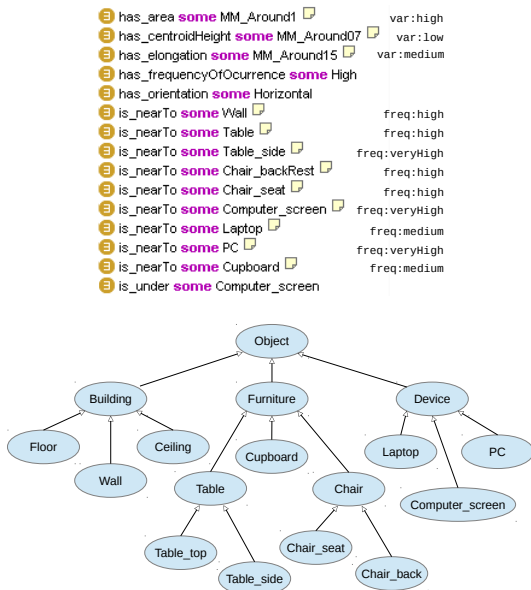 has_area some MM_Around1 var:high
has_centroidHeight some MM_Around07 var:low
has_elongation some MM_Around15 var:medium
has_frequencyOfOcurrence some High
has_orientation some Horizontal
is_nearTo some Wall freq:high
is_nearTo some Table freq:high
is_nearTo some Table_side freq:veryHigh
is_nearTo some Chair_backRest freq:high
is_nearTo some Chair_seat freq:high
is_nearTo some Computer_screen freq:veryHigh
is_nearTo some Laptop freq:medium
is_nearTo some PC freq:veryHigh
is_nearTo some Cupboard freq:medium
is_under some Computer_screen
Object
Building Furniture Device
Floor Wall Ceiling Cupboard Laptop PC
Table Chair Computer_screen
Table_top Table_side Chair_seat Chair_back